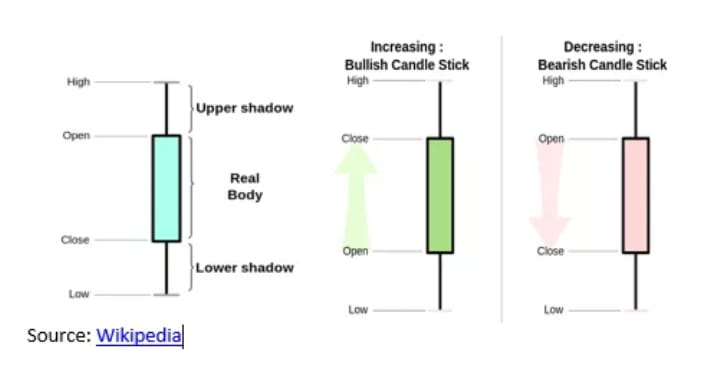 High
Upper shadow
Open
Real
Body
Close
Lower shadow
Low
Increasing :
Bullish Candle Stick
High
Close
Open
Low
Decreasing :
Bearish Candle Stick
High
Open
Close
Low
Source: Wikipedia